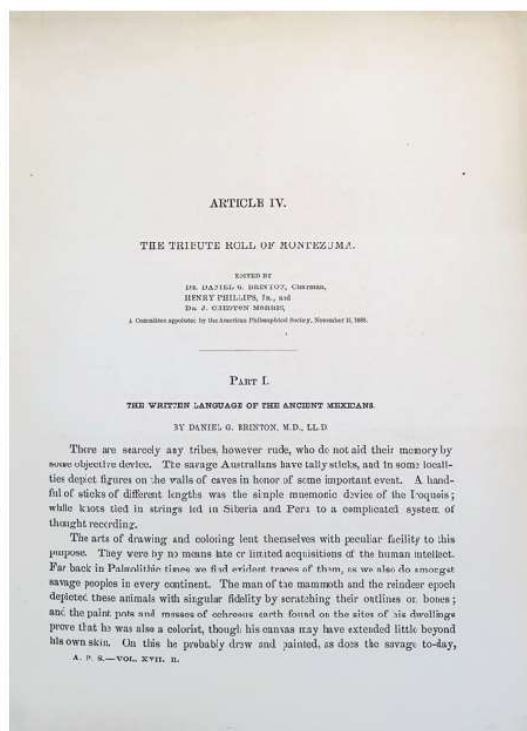 ARTICLE IV.
THE TRIBUTE ROLL OF MONTEZUMA.
EDITED BY
DR. DANIEL G. BRINTON, Chairman,
HENRY PHILLIPS, JR., and
DR. J. CHESTON MORRIS,
A Committee appointed by the American Philosophical Society, November
PART I.
THE WRITTEN LANGUAGE OF THE ANCIENT MEXICANS.
BY DANIEL G. BRINTON, M.D., LL.D.
There are scarcely any tribes, however rude, who do not aid their memory by
some objective device. The savage Australians have tally sticks, and in some locali-
ties depict figures on the walls of caves in honor of some important event. A hand-
ful of sticks of different lengths was the simple mnemonic device of the Iroquois;
while knots tied in strings led in Siberia and Peru to a complicated system of
thought recording.
The arts of drawing and coloring lent themselves with peculiar facility to this
purpose. They were by no means late or limited acquisitions of the human intellect.
Far back in Palæolithic times we find evident traces of them, as we also do amongst
savage peoples in every continent. The man of the mammoth and the reindeer epoch
depicted these animals with singular fidelity by scratching their outlines on bones;
and the paint pots and masses of ochreous earth found on the sites of his dwellings
prove that he was also a colorist, though his canvas may have extended little beyond
his own skin. On this he probably drew and painted, as does the savage to-day,
A. P. S.—VOL. XVII. H.